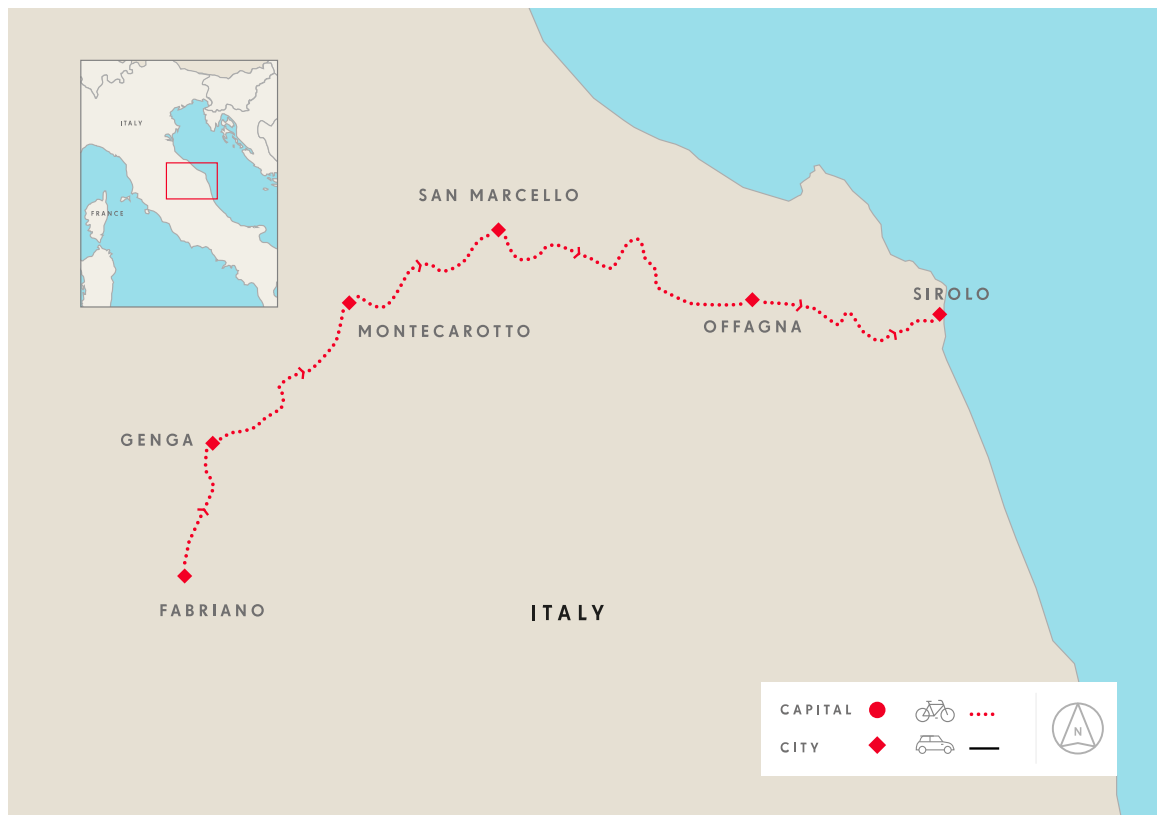 ITALY
FRANCE
SAN MARCELLO
SIROLO
MONTECAROTTO
OFFAGNA
GENGA
FABRIANO
ITALY
CAPITAL
CITY
N